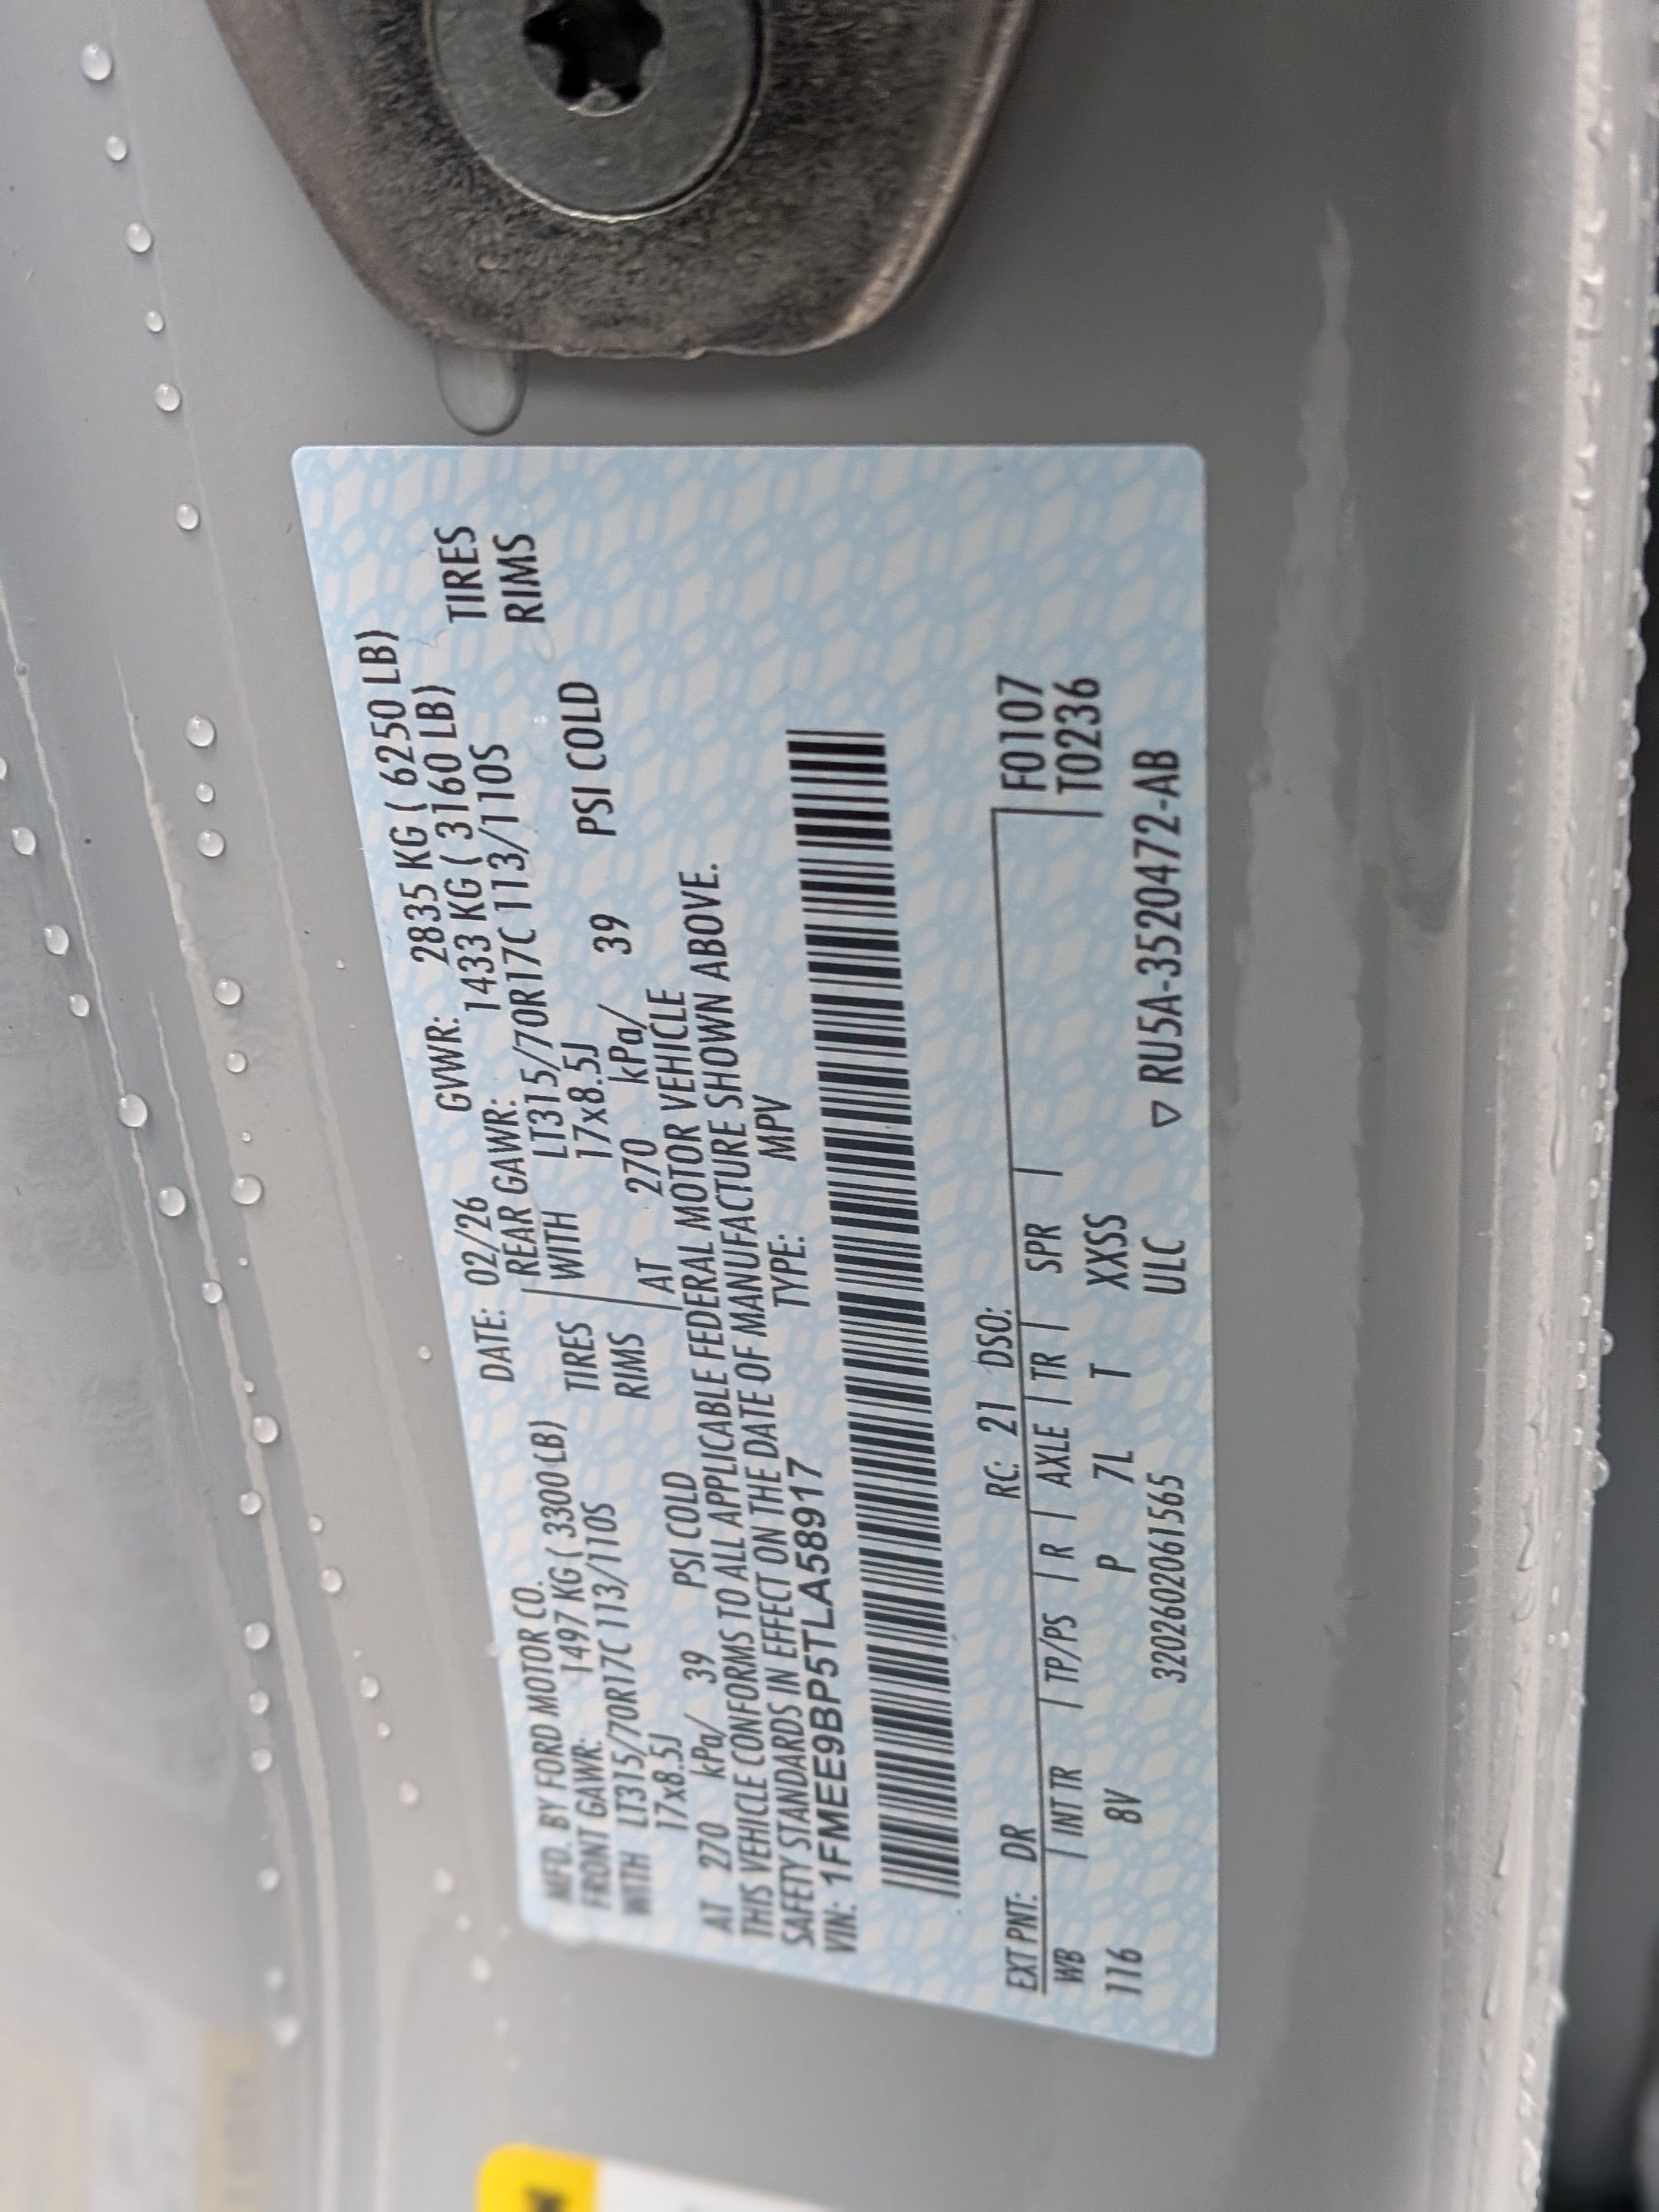 MFD. BY FORD MOTOR CO. DATE: 02/26 GVWR: 2835 KG ( 6250 LB)
FRONT GAWR: 1497 KG ( 3300 LB) REAR GAWR: 1433 KG ( 3160 LB)
WITH LT315/70R17C 113/110S TIRES WITH LT315/70R17C 113/110S TIRES
17x8.5J RIMS 17x8.5J RIMS
AT 270 kPa/ 39 PSI COLD AT 270 kPa/ 39 PSI COLD
THIS VEHICLE CONFORMS TO ALL APPLICABLE FEDERAL MOTOR VEHICLE
SAFETY STANDARDS IN EFFECT ON THE DATE OF MANUFACTURE SHOWN ABOVE.
VIN: 1FMEE9BP5TLA58917 TYPE: MPV
EXT PNT: DR RC: 21 DSO: F0107
WB INT TR TP/PS R AXLE TR SPR T0236
116 8V P 7L T XXSS
3202602061565 ULC ▽ RU5A-3520472-AB